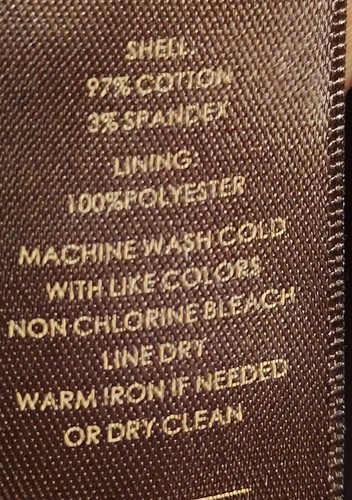 SHELL:
97% COTTON
3% SPANDEX
LINING:
100%POLYESTER
MACHINE WASH COLD
WITH LIKE COLORS
NON CHLORINE BLEACH
LINE DRY
WARM IRON IF NEEDED
OR DRY CLEAN